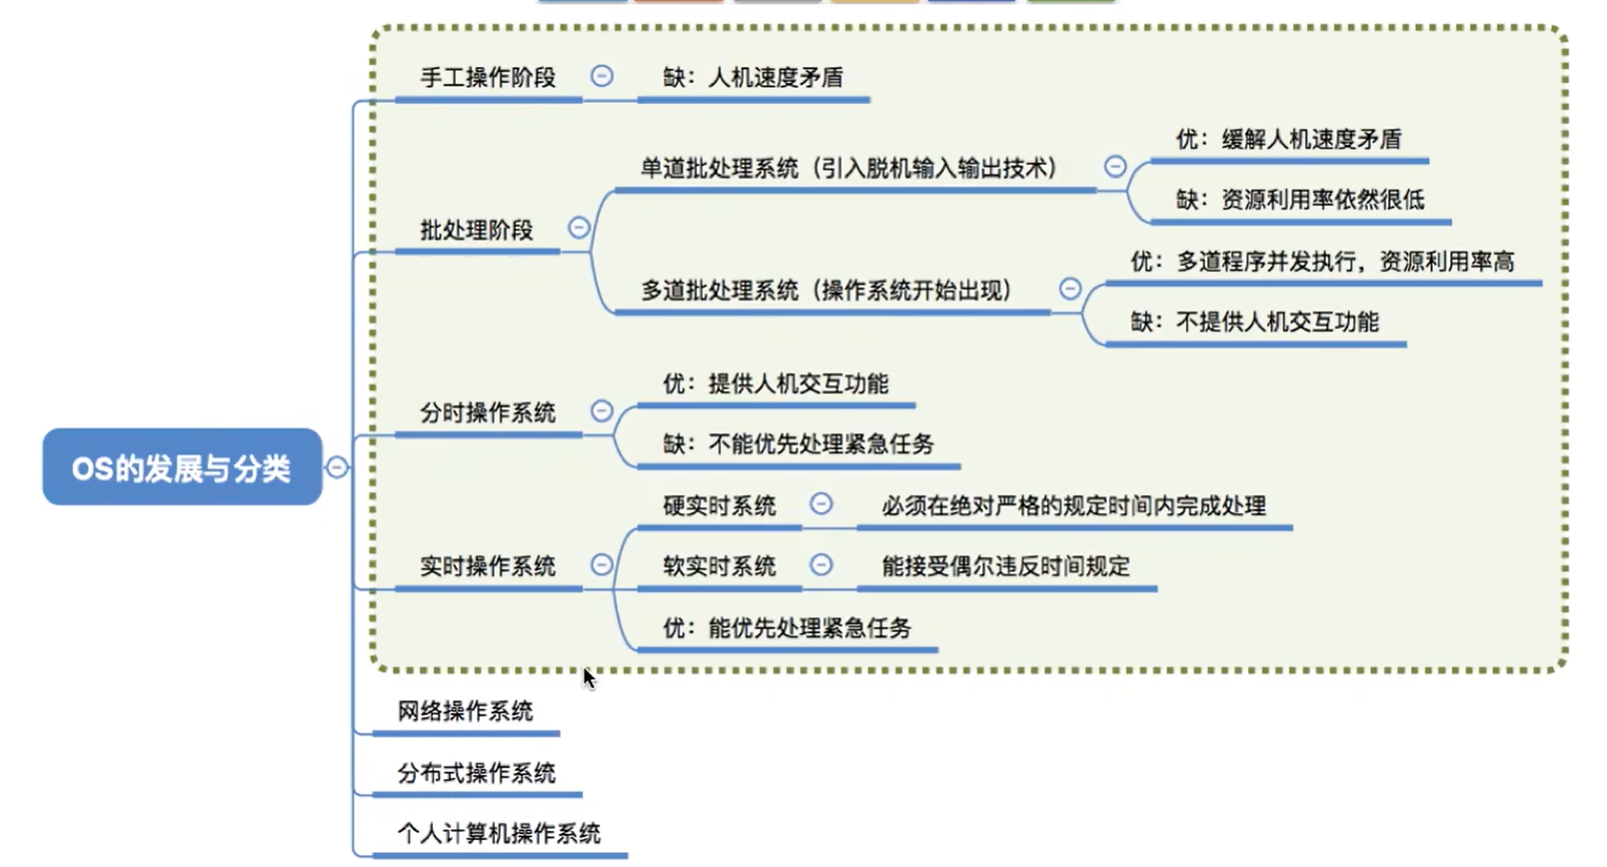 手工操作阶段
缺：人机速度矛盾
批处理阶段
单道批处理系统（引入脱机输入输出技术）
优：缓解人机速度矛盾
缺：资源利用率依然很低
多道批处理系统（操作系统开始出现）
优：多道程序并发执行，资源利用率高
缺：不提供人机交互功能
分时操作系统
优：提供人机交互功能
缺：不能优先处理紧急任务
OS的发展与分类
实时操作系统
硬实时系统
必须在绝对严格的规定时间内完成处理
软实时系统
能接受偶尔违反时间规定
优：能优先处理紧急任务
网络操作系统
分布式操作系统
个人计算机操作系统